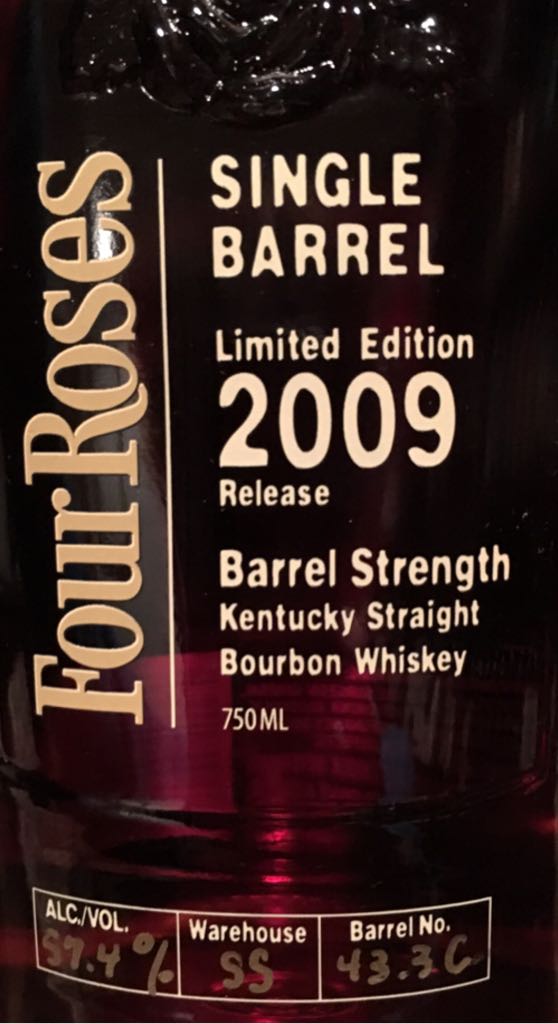 Four Roses
SINGLE
BARREL
Limited Edition
2009
Release
Barrel Strength
Kentucky Straight
Bourbon Whiskey
750ML
ALC./VOL.
57.4%
Warehouse
SS
Barrel No.
43.3C